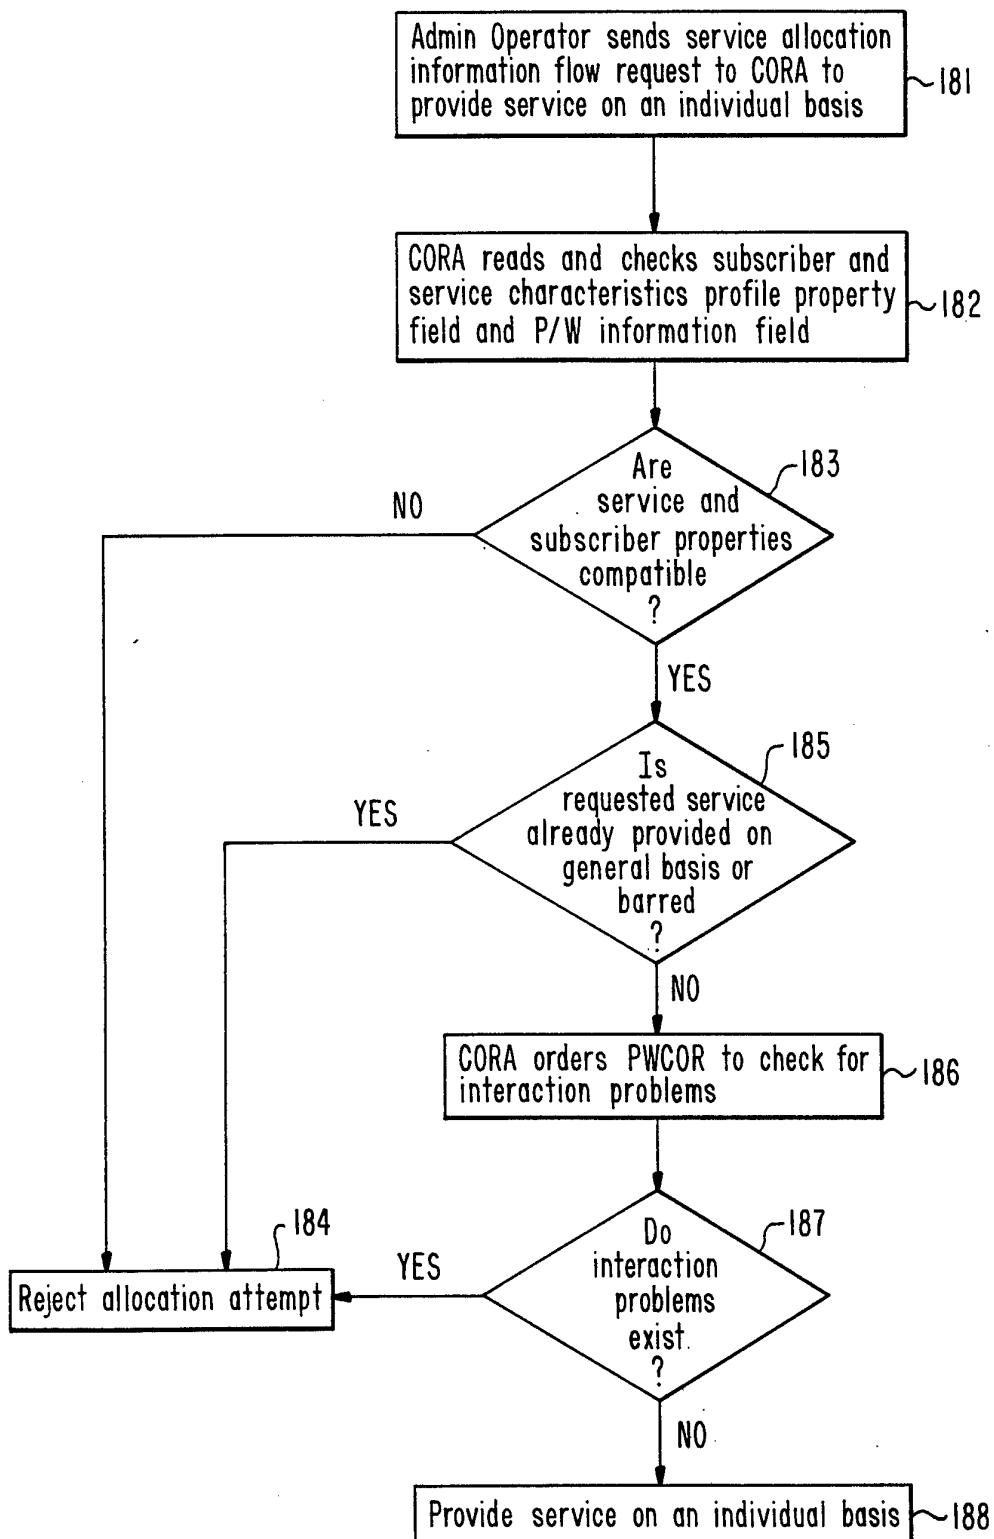 Admin Operator sends service allocation
information flow request to CORA to
provide service on an individual basis
181
CORA reads and checks subscriber and
service characteristics profile property
field and P/W information field
182
Are
service and
subscriber properties
compatible
?
183
NO
YES
Is
requested service
already provided on
general basis or
barred
?
185
YES
NO
CORA orders PWCOR to check for
interaction problems
186
Do
interaction
problems
exist
?
187
YES
184
Reject allocation attempt
NO
Provide service on an individual basis
188